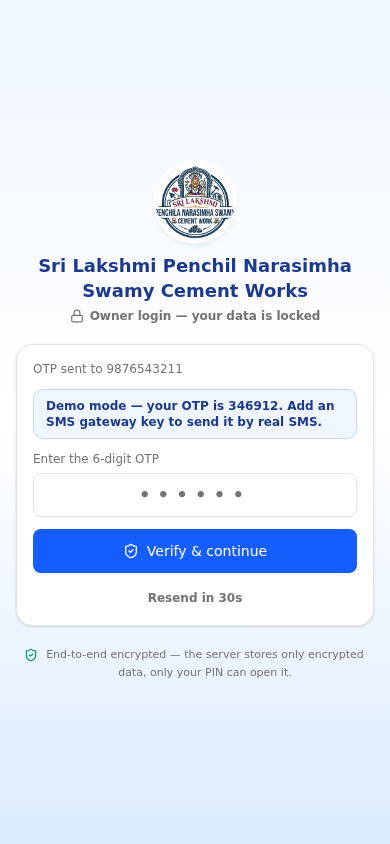 SRI LAKSHMI
PENCHILA NARASIMHA SWAMY
CEMENT WORK
Sri Lakshmi Penchil Narasimha
Swamy Cement Works
Owner login — your data is locked
OTP sent to 9876543211
Demo mode — your OTP is 346912. Add an
SMS gateway key to send it by real SMS.
Enter the 6-digit OTP
Verify & continue
Resend in 30s
End-to-end encrypted — the server stores only encrypted
data, only your PIN can open it.